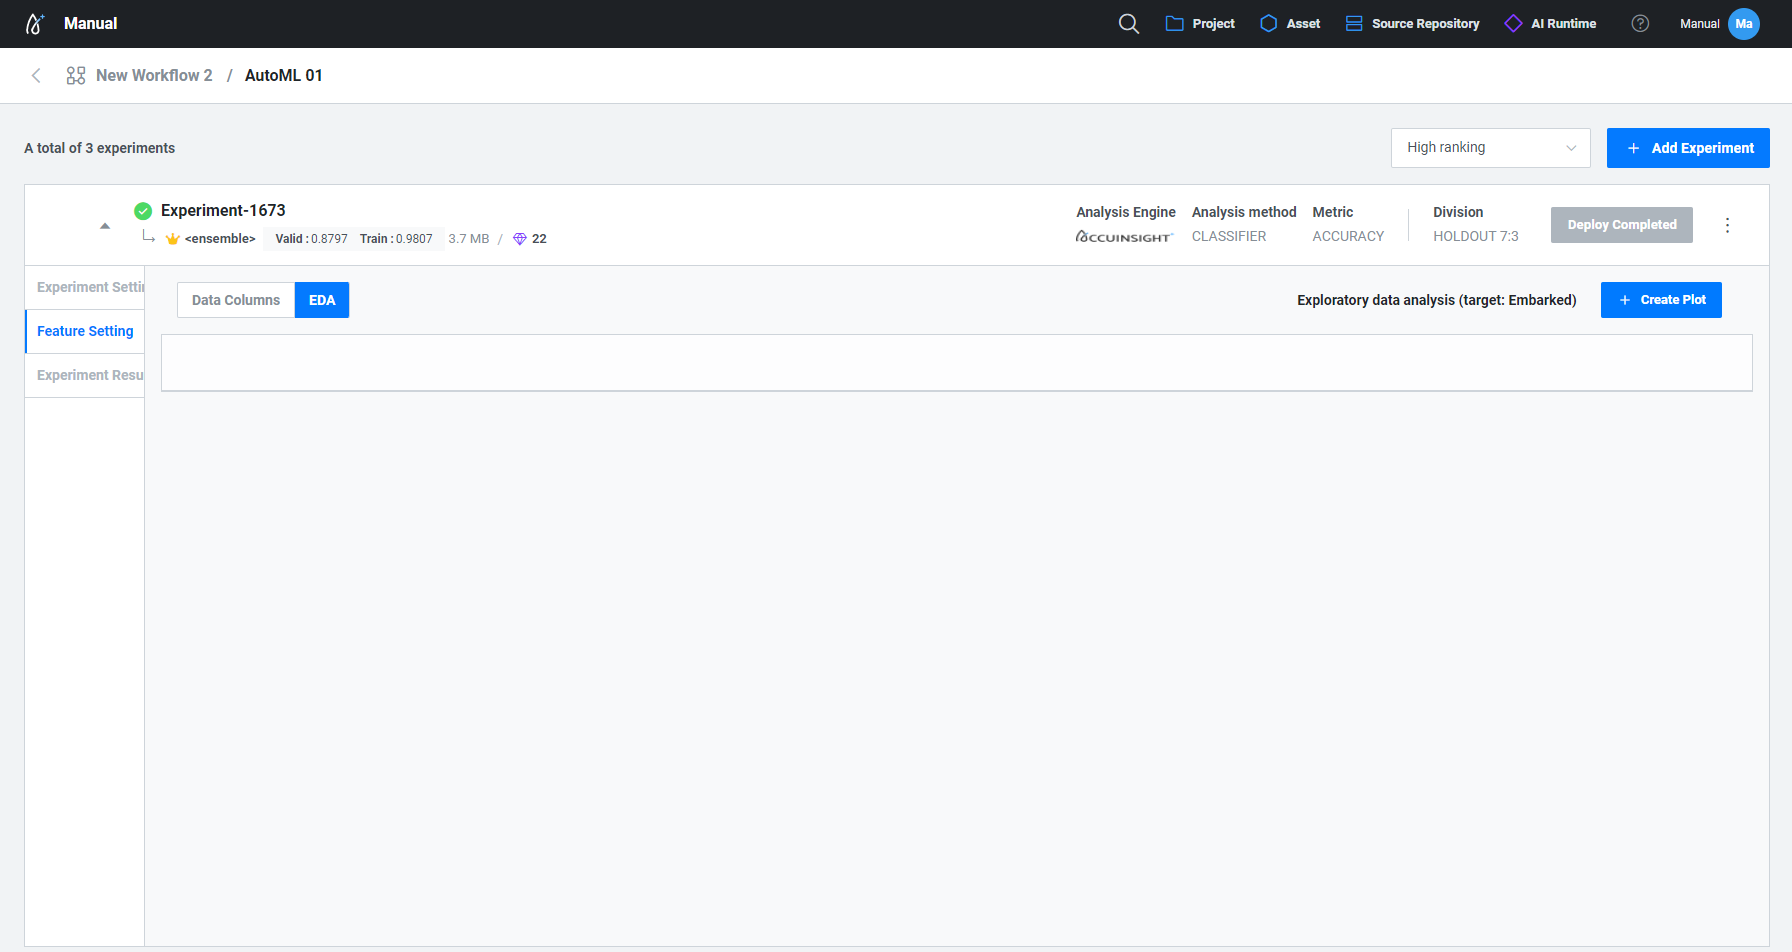 Manual
Project
Asset
Source Repository
AI Runtime
?
Manual
Ma
New Workflow 2 / AutoML 01
A total of 3 experiments
High ranking
+ Add Experiment
Experiment-1673
<ensemble> Valid : 0.8797 Train : 0.9807 3.7 MB / 22
Analysis Engine
ACCUINSIGHT
Analysis method
CLASSIFIER
Metric
ACCURACY
Division
HOLDOUT 7:3
Deploy Completed
Experiment Setti
Feature Setting
Experiment Resu
Data Columns
EDA
Exploratory data analysis (target: Embarked)
+ Create Plot